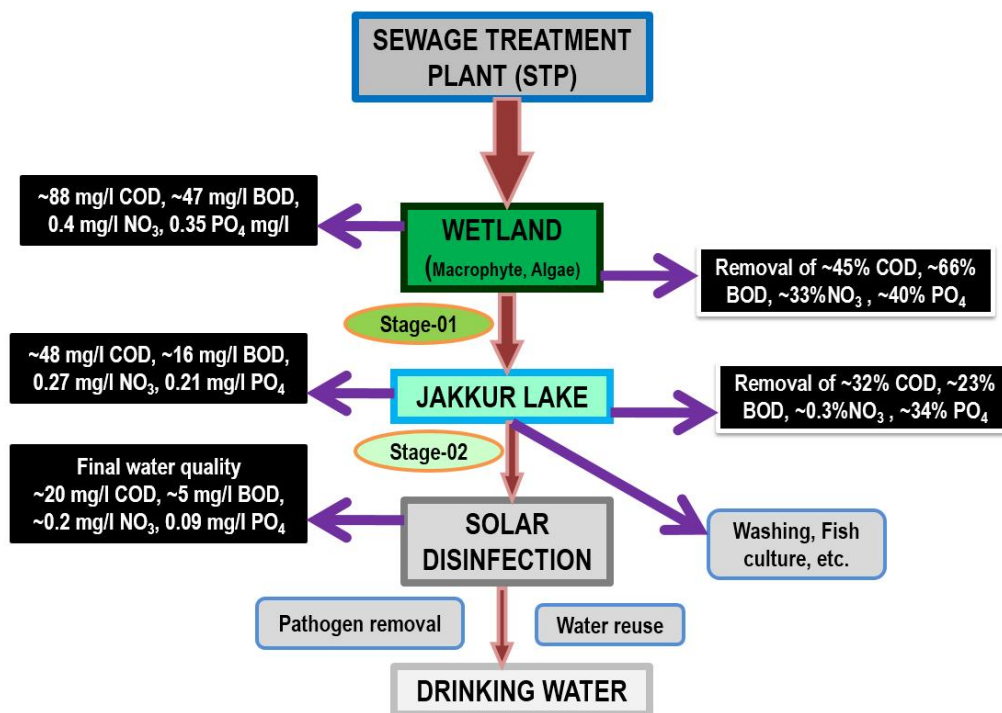 SEWAGE TREATMENT
PLANT (STP)
~88 mg/l COD, ~47 mg/l BOD,
0.4 mg/l NO₃, 0.35 PO₄ mg/l
WETLAND
(Macrophyte, Algae)
Removal of ~45% COD, ~66%
BOD, ~33%NO₃ , ~40% PO₄
Stage-01
~48 mg/l COD, ~16 mg/l BOD,
0.27 mg/l NO₃, 0.21 mg/l PO₄
JAKKUR LAKE
Removal of ~32% COD, ~23%
BOD, ~0.3%NO₃ , ~34% PO₄
Stage-02
Final water quality
~20 mg/l COD, ~5 mg/l BOD,
~0.2 mg/l NO₃, 0.09 mg/l PO₄
SOLAR
DISINFECTION
Washing, Fish
culture, etc.
Pathogen removal
Water reuse
DRINKING WATER